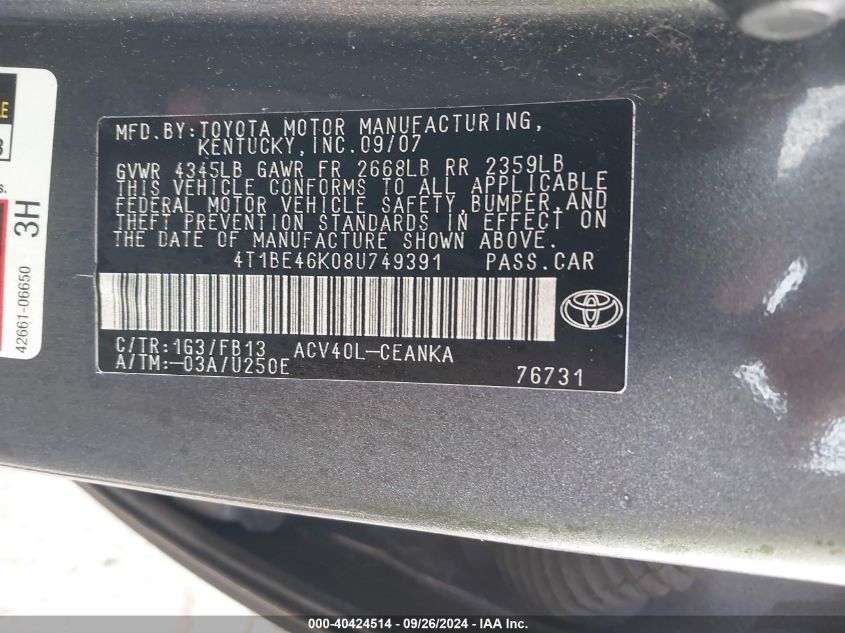 LE
3
s.
3H
42661-06650
MFD.BY:TOYOTA MOTOR MANUFACTURING,
KENTUCKY,INC.09/07
GVWR 4345LB GAWR FR 2668LB RR 2359LB
THIS VEHICLE CONFORMS TO ALL APPLICABLE
FEDERAL MOTOR VEHICLE SAFETY,BUMPER,AND
THEFT PREVENTION STANDARDS IN EFFECT ON
THE DATE OF MANUFACTURE SHOWN ABOVE.
4T1BE46K08U749391 PASS.CAR
C/TR:1G3/FB13 ACV40L-CEANKA
A/TM:-03A/U250E
76731
000-40424514 - 09/26/2024 - IAA, Inc.